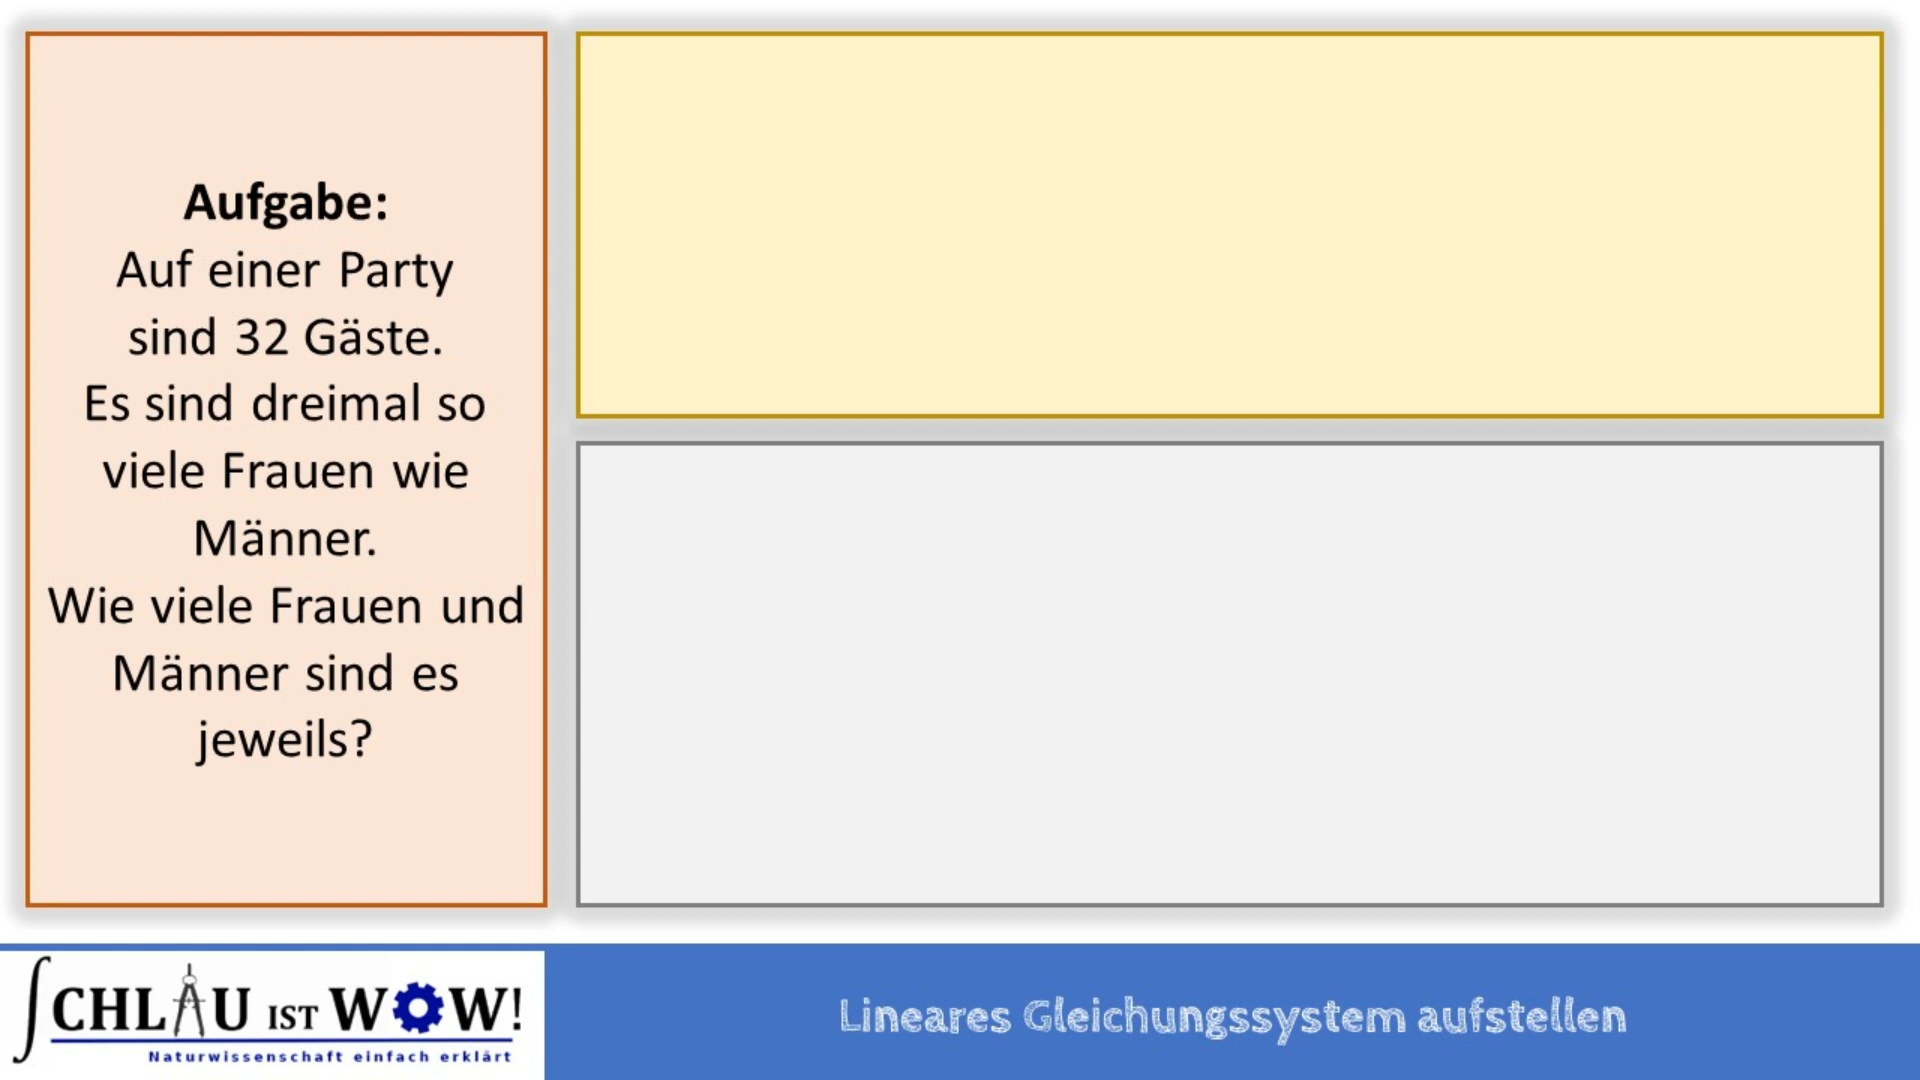 Aufgabe:
Auf einer Party
sind 32 Gäste.
Es sind dreimal so
viele Frauen wie
Männer.
Wie viele Frauen und
Männer sind es
jeweils?
SCHLAU IST WOW!
Naturwissenschaft einfach erklärt
Lineares Gleichungssystem aufstellen